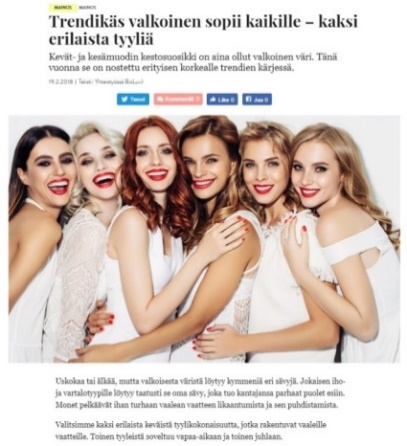 MAINOS MAINOS
Trendikäs valkoinen sopii kaikille – kaksi
erilaista tyyliä
Kevät- ja kesämuodin kestosuosikki on aina ollut valkoinen väri. Tänä
vuonna se on nostettu erityisen korkealle trendien kärjessä.
19.2.2018 | Teksti: Yhteistyössä
Tweet Kommentit Like 0 Jaa 0
Uskokaa tai älkää, mutta valkoisesta väristä löytyy kymmeniä eri sävyjä. Jokaisen iho-
ja vartalotyypille löytyy taatusti se oma sävy, joka tuo kantajansa parhaat puolet esiin.
Monet pelkäävät ihan turhaan vaalean vaatteen likaantumista ja sen puhdistamista.
Valitsimme kaksi erilaista keväistä tyylikokonaisuutta, jotka rakentuvat vaaleille
vaatteille. Toinen tyyleistä soveltuu vapaa-aikaan ja toinen juhlaan.